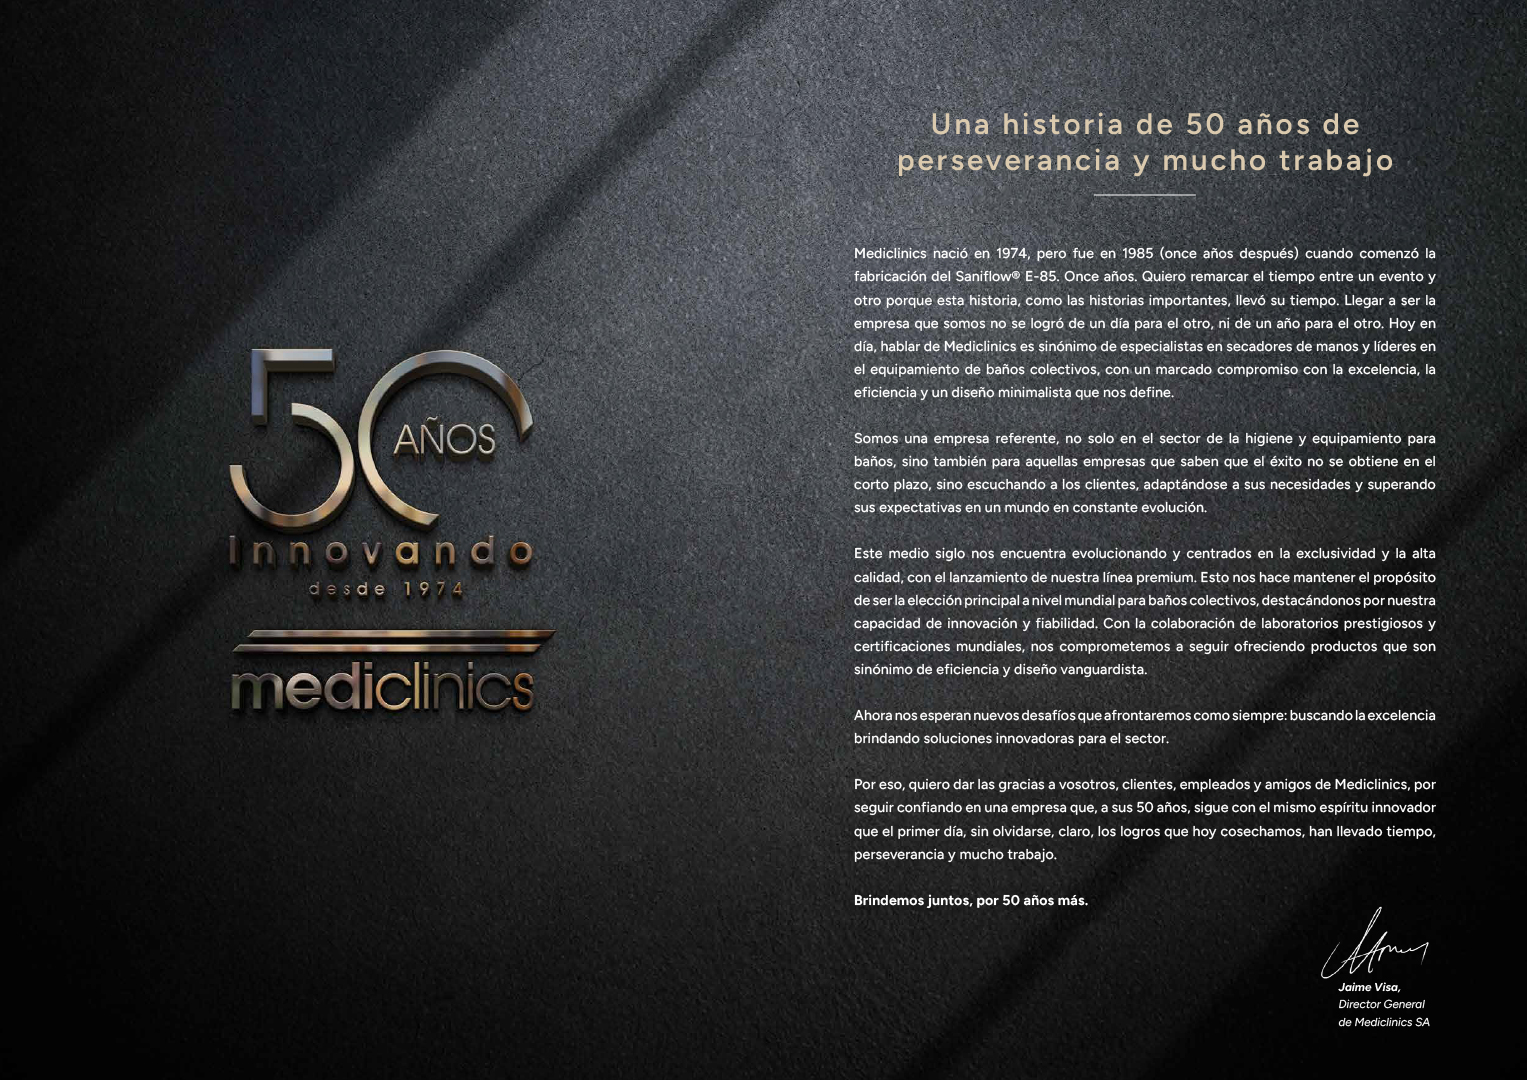 50 AÑOS
Innovando
desde 1974
mediclinics
Una historia de 50 años de
perseverancia y mucho trabajo
Mediclinics nació en 1974, pero fue en 1985 (once años después) cuando comenzó la
fabricación del Saniflow® E-85. Once años. Quiero remarcar el tiempo entre un evento y
otro porque esta historia, como las historias importantes, llevó su tiempo. Llegar a ser la
empresa que somos no se logró de un día para el otro, ni de un año para el otro. Hoy en
día, hablar de Mediclinics es sinónimo de especialistas en secadores de manos y líderes en
el equipamiento de baños colectivos, con un marcado compromiso con la excelencia, la
eficiencia y un diseño minimalista que nos define.
Somos una empresa referente, no solo en el sector de la higiene y equipamiento para
baños, sino también para aquellas empresas que saben que el éxito no se obtiene en el
corto plazo, sino escuchando a los clientes, adaptándose a sus necesidades y superando
sus expectativas en un mundo en constante evolución.
Este medio siglo nos encuentra evolucionando y centrados en la exclusividad y la alta
calidad, con el lanzamiento de nuestra línea premium. Esto nos hace mantener el propósito
de ser la elección principal a nivel mundial para baños colectivos, destacándonos por nuestra
capacidad de innovación y fiabilidad. Con la colaboración de laboratorios prestigiosos y
certificaciones mundiales, nos comprometemos a seguir ofreciendo productos que son
sinónimo de eficiencia y diseño vanguardista.
Ahora nos esperan nuevos desafíos que afrontaremos como siempre: buscando la excelencia
brindando soluciones innovadoras para el sector.
Por eso, quiero dar las gracias a vosotros, clientes, empleados y amigos de Mediclinics, por
seguir confiando en una empresa que, a sus 50 años, sigue con el mismo espíritu innovador
que el primer día, sin olvidarse, claro, los logros que hoy cosechamos, han llevado tiempo,
perseverancia y mucho trabajo.
Brindemos juntos, por 50 años más.
Jaime Visa,
Director General
de Mediclinics SA